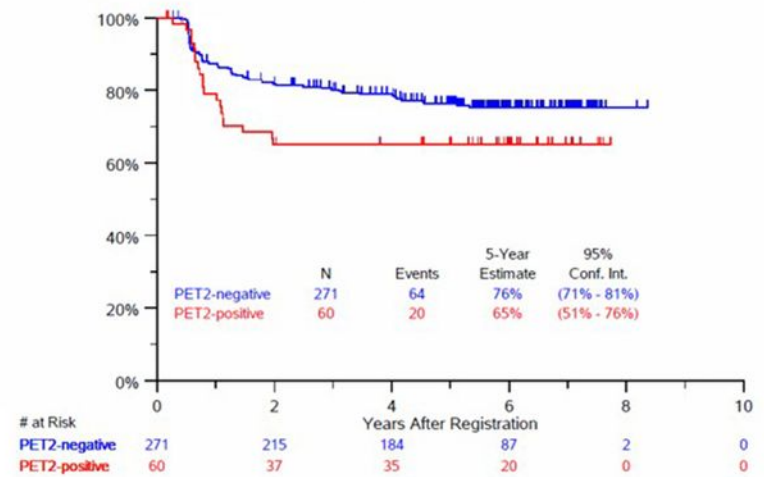 100%
80%
60%
40%
20%
0%
5-Year 95%
N Events Estimate Conf. Int.
PET2-negative 271 64 76% (71% - 81%)
PET2-positive 60 20 65% (51% - 76%)
0 2 4 6 8 10
# at Risk Years After Registration
PET2-negative 271 215 184 87 2 0
PET2-positive 60 37 35 20 0 0